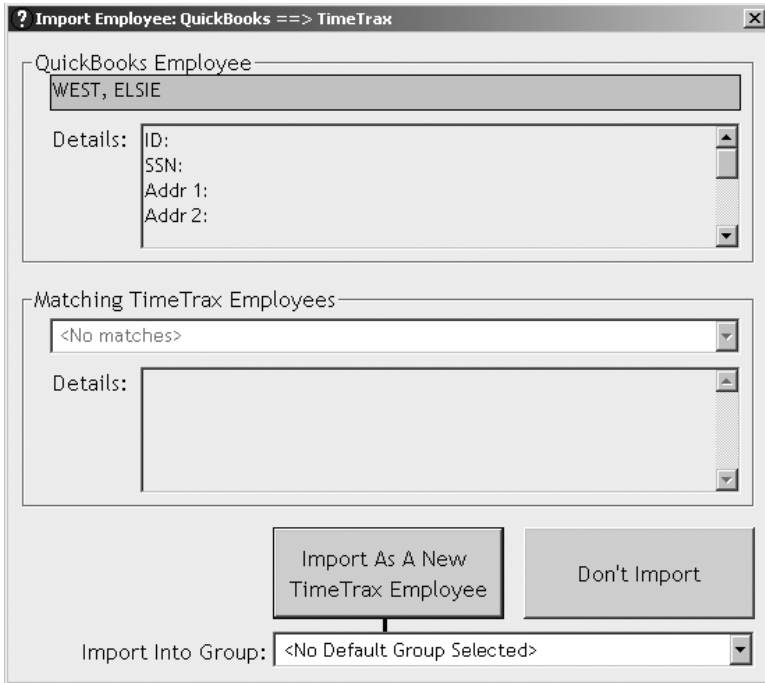 ? Import Employee: QuickBooks ==> TimeTrax
QuickBooks Employee
WEST, ELSIE
Details:
ID:
SSN:
Addr 1:
Addr 2:
Matching TimeTrax Employees
<No matches>
Details:
Import As A New
TimeTrax Employee
Don't Import
Import Into Group: <No Default Group Selected>